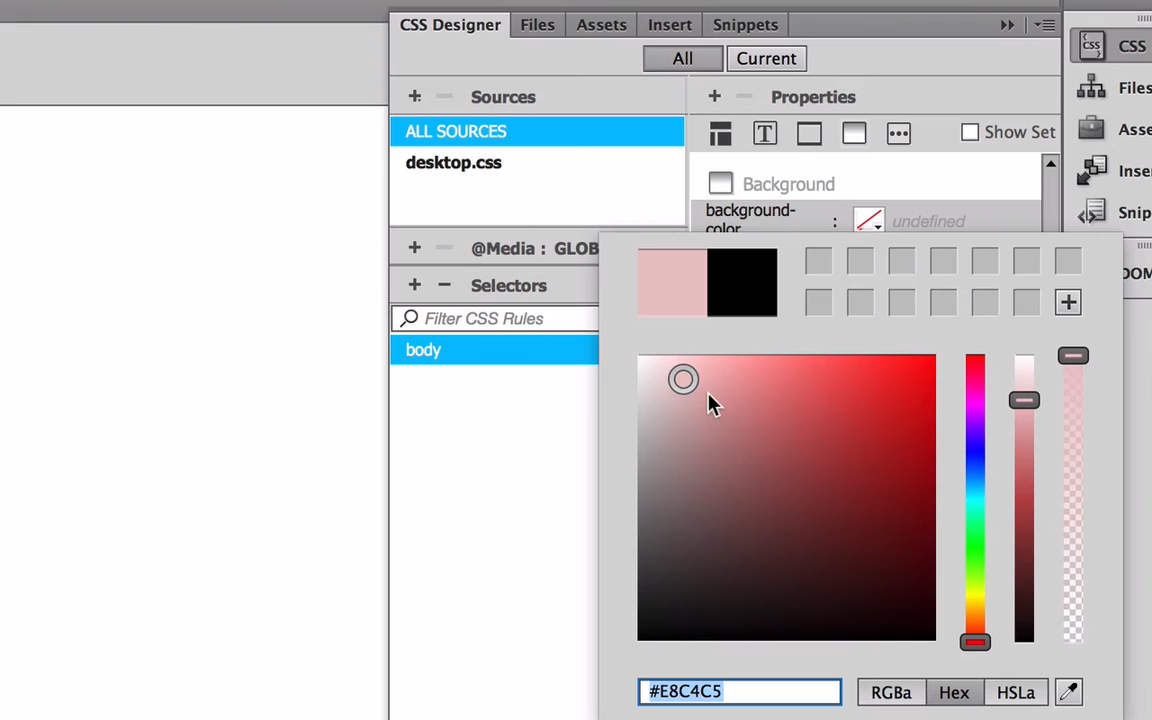 CSS Designer Files Assets Insert Snippets
All Current
CSS
Sources Properties
Files
ALL SOURCES
T Show Set
Asse
desktop.css
Inser
Background
Snip
background-color : undefined
@Media : GLOB
DOM
Selectors
Filter CSS Rules
body
#E8C4C5 RGBa Hex HSLa